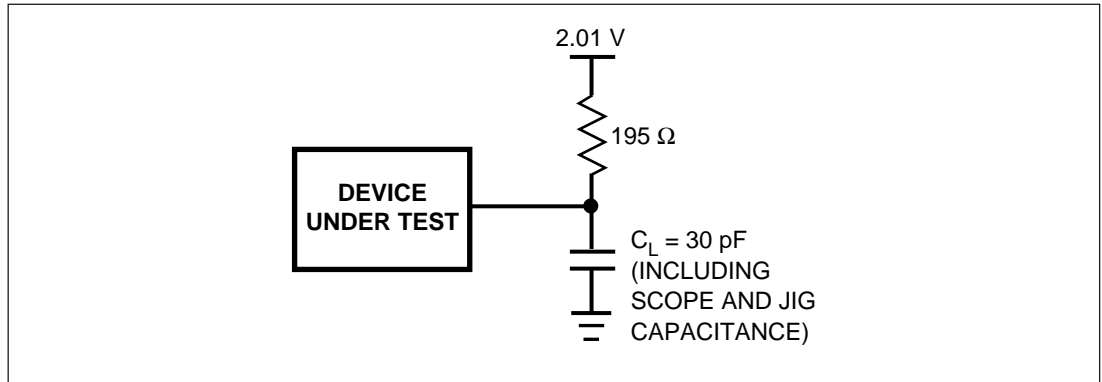 2.01 V
195 Ω
DEVICE
UNDER TEST
C_L = 30 pF
(INCLUDING
SCOPE AND JIG
CAPACITANCE)